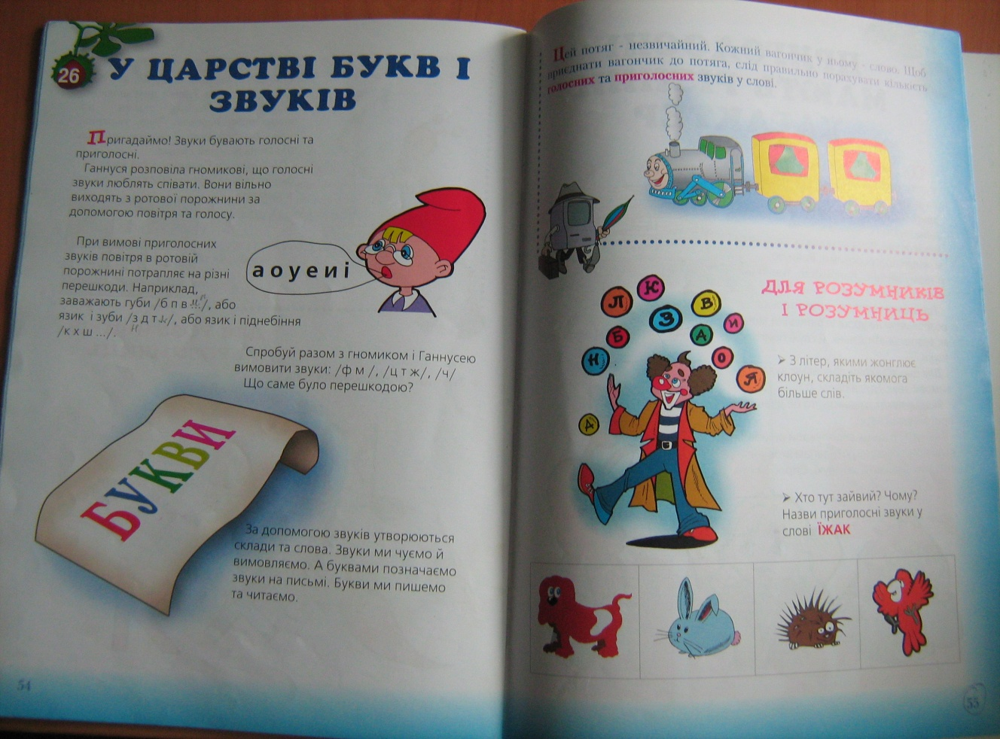 26
У ЦАРСТВІ БУКВ І
ЗВУКІВ
Пригадаймо! Звуки бувають голосні та
приголосні.
Ганнуся розповіла гномикові, що голосні
звуки люблять співати. Вони вільно
виходять з ротової порожнини за
допомогою повітря та голосу.
При вимові приголосних
звуків повітря в ротовій
порожнині потрапляє на різні
перешкоди. Наприклад,
заважають губи /б п в .../, або
язик і зуби /з д т /, або язик і піднебіння
/к х ш .../.
а о у е и і
Спробуй разом з гномиком і Ганнусею
вимовити звуки: /ф м /, /ц т ж/, /ч/
Що саме було перешкодою?
БУКВИ
За допомогою звуків утворюються
склади та слова. Звуки ми чуємо й
вимовляємо. А буквами позначаємо
звуки на письмі. Букви ми пишемо
та читаємо.
54
Цей потяг - незвичайний. Кожний вагончик у ньому - слово. Щоб
приєднати вагончик до потяга, слід правильно порахувати кількість
голосних та приголосних звуків у слові.
ДЛЯ РОЗУМНИКІВ
І РОЗУМНИЦЬ
Л
К
З
В
И
Б
А
Н
О
Я
А
➤ З літер, якими жонглює
клоун, складіть якомога
більше слів.
➤ Хто тут зайвий? Чому?
Назви приголосні звуки у
слові ЇЖАК
55